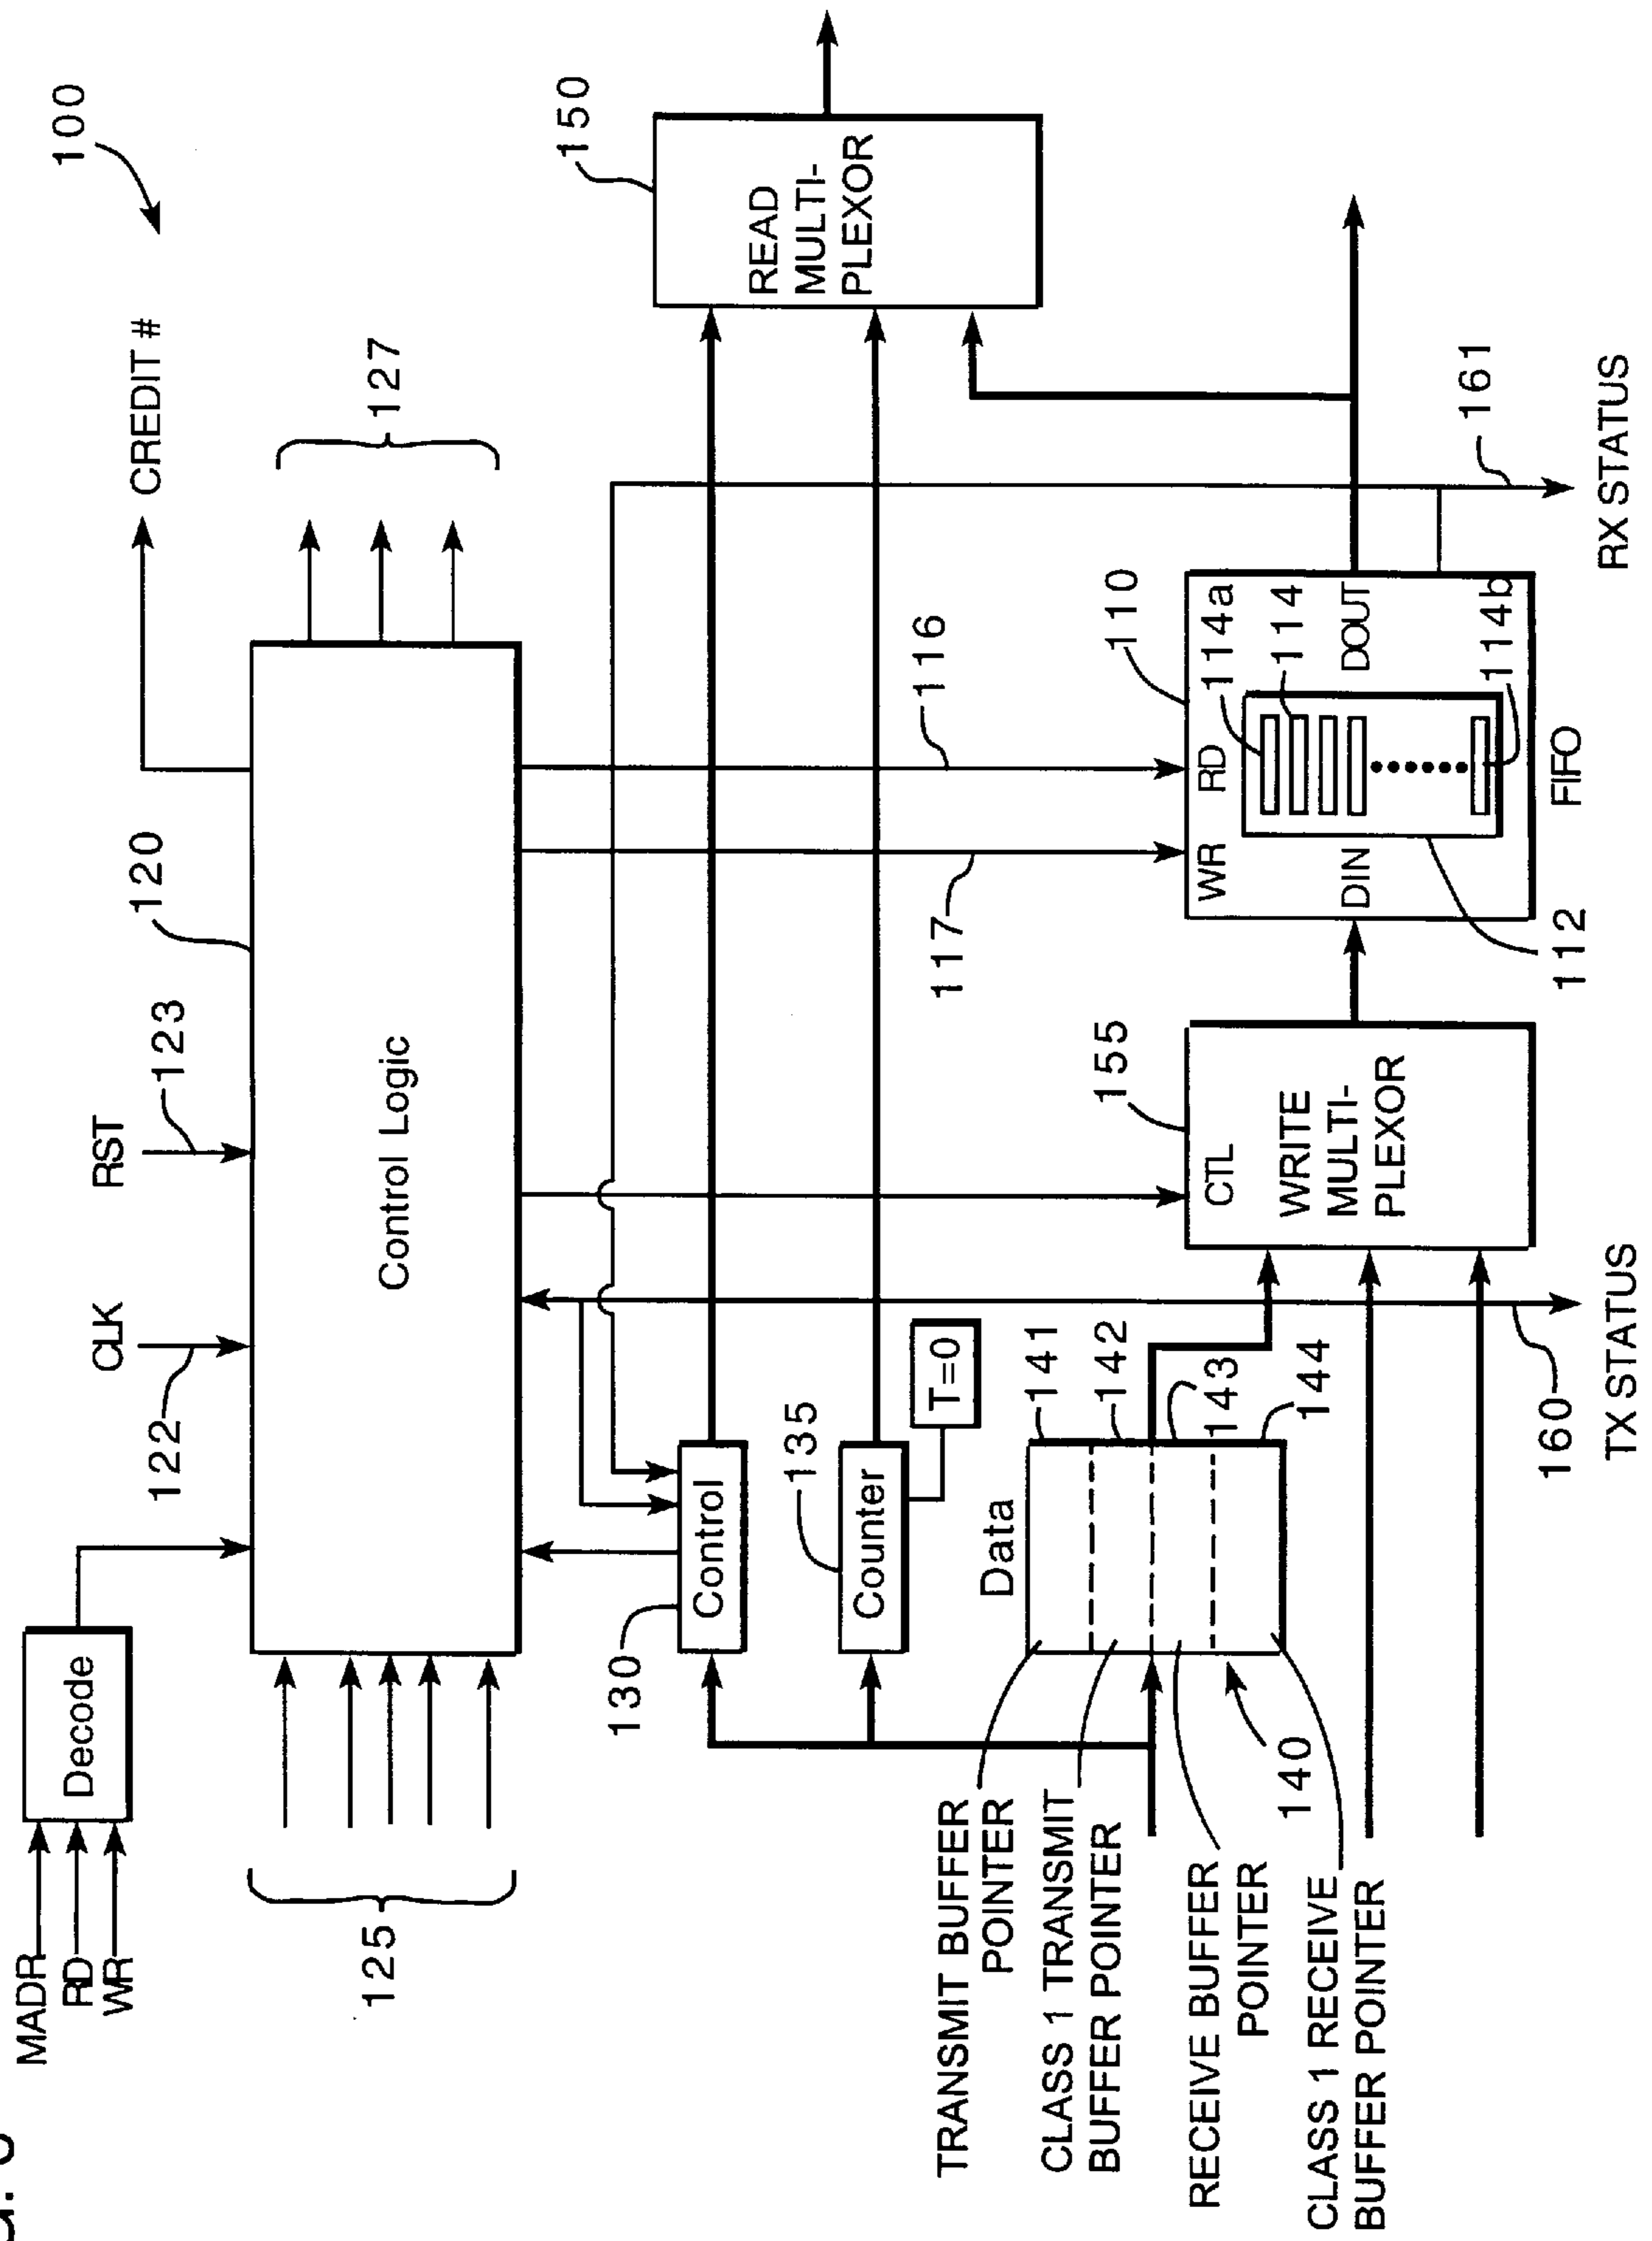 100
MADR
RD
WR
Decode
CLK
122
RST
123
120
CREDIT #
127
125
Control Logic
150
READ
MULTI-
PLEXOR
130
Control
135
Counter
T=0
117
116
Data
141
142
143
144
140
TRANSMIT BUFFER
POINTER
CLASS 1 TRANSMIT
BUFFER POINTER
RECEIVE BUFFER
POINTER
CLASS 1 RECEIVE
BUFFER POINTER
155
CTL
WRITE
MULTI-
PLEXOR
110
WR
RD
114a
114
DIN
DOUT
114b
112
FIFO
160
TX STATUS
161
RX STATUS